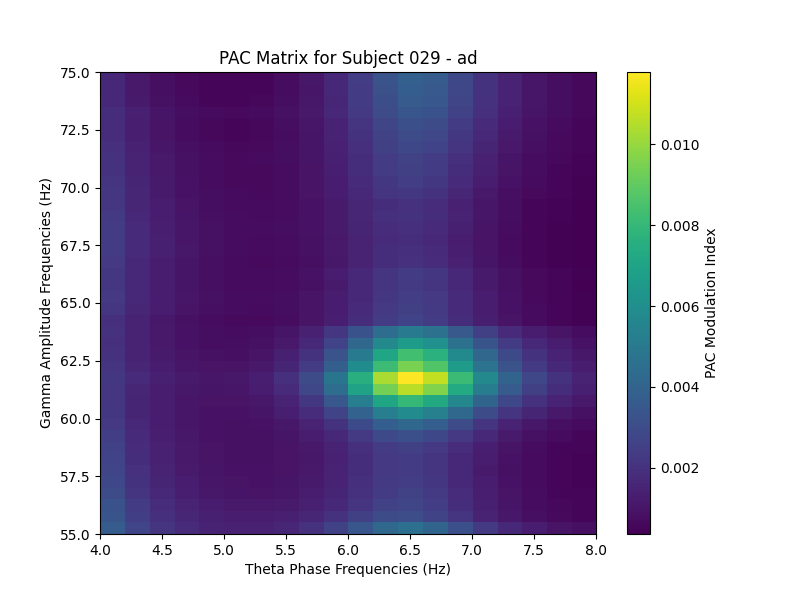 PAC Matrix for Subject 029 - ad
75.0
72.5
70.0
67.5
65.0
62.5
60.0
57.5
55.0
Gamma Amplitude Frequencies (Hz)
4.0 4.5 5.0 5.5 6.0 6.5 7.0 7.5 8.0
Theta Phase Frequencies (Hz)
0.010
0.008
0.006
0.004
0.002
PAC Modulation Index